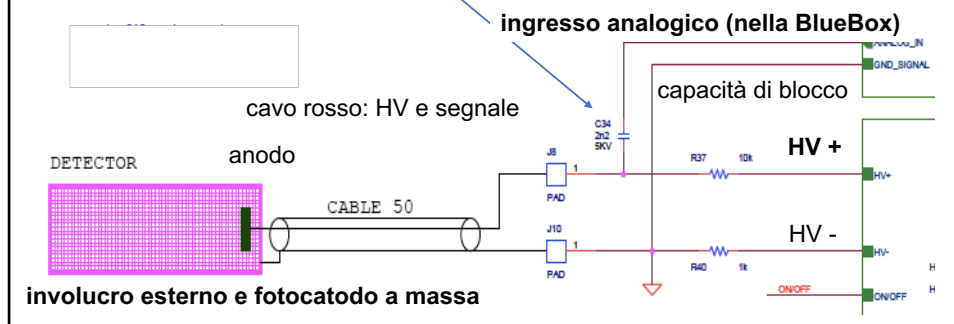 ingresso analogico (nella BlueBox)
ANALOG_IN
GND_SIGNAL
capacità di blocco
cavo rosso: HV e segnale
C34
2n2
5KV
DETECTOR
anodo
J8
1
R37
10k
HV +
HV+
PAD
CABLE 50
J10
1
HV -
HV-
PAD
R40
1k
involucro esterno e fotocatodo a massa
ON/OFF
ON/OFF
H
H